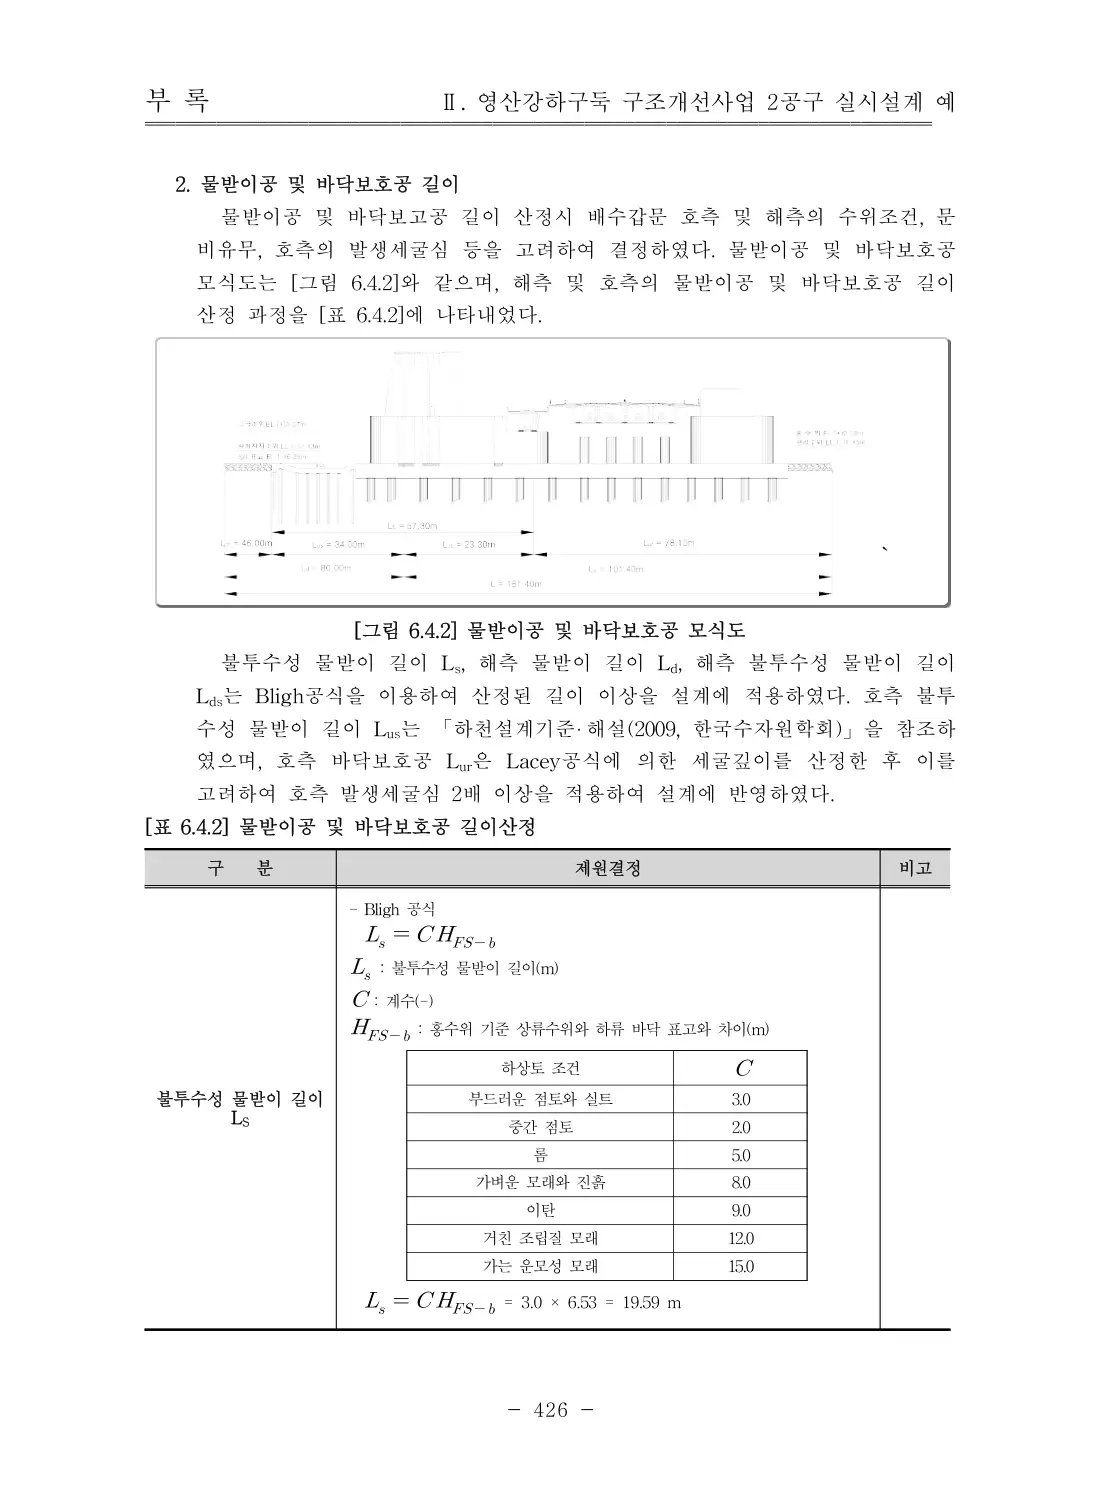 부 록
Ⅱ. 영산강하구둑 구조개선사업 2공구 실시설계 예
2. 물받이공 및 바닥보호공 길이
물받이공 및 바닥보고공 길이 산정시 배수갑문 호측 및 해측의 수위조건, 문
비유무, 호측의 발생세굴심 등을 고려하여 결정하였다. 물받이공 및 바닥보호공
모식도는 [그림 6.4.2]와 같으며, 해측 및 호측의 물받이공 및 바닥보호공 길이
산정 과정을 [표 6.4.2]에 나타내었다.
= 57.30m
= 46.00m
= 34.00m
= 23.30m
= 78.10m
= 80.00m
= 101.40m
L = 181.40m
[그림 6.4.2] 물받이공 및 바닥보호공 모식도
불투수성 물받이 길이 Ls, 해측 물받이 길이 Ld, 해측 불투수성 물받이 길이
Lds는 Bligh공식을 이용하여 산정된 길이 이상을 설계에 적용하였다. 호측 불투
수성 물받이 길이 Lus는 「하천설계기준·해설(2009, 한국수자원학회)」을 참조하
였으며, 호측 바닥보호공 Lur은 Lacey공식에 의한 세굴깊이를 산정한 후 이를
고려하여 호측 발생세굴심 2배 이상을 적용하여 설계에 반영하였다.
[표 6.4.2] 물받이공 및 바닥보호공 길이산정
구 분 제원결정 비고
- Bligh 공식
Ls = CHFS-b
Ls : 불투수성 물받이 길이(m)
C : 계수(-)
HFS-b : 홍수위 기준 상류수위와 하류 바닥 표고와 차이(m)
하상토 조건 C
부드러운 점토와 실트 3.0
중간 점토 2.0
롬 5.0
가벼운 모래와 진흙 8.0
이탄 9.0
거친 조립질 모래 12.0
가는 운모성 모래 15.0
불투수성 물받이 길이
LS
Ls = CHFS-b = 3.0 × 6.53 = 19.59 m
- 426 -